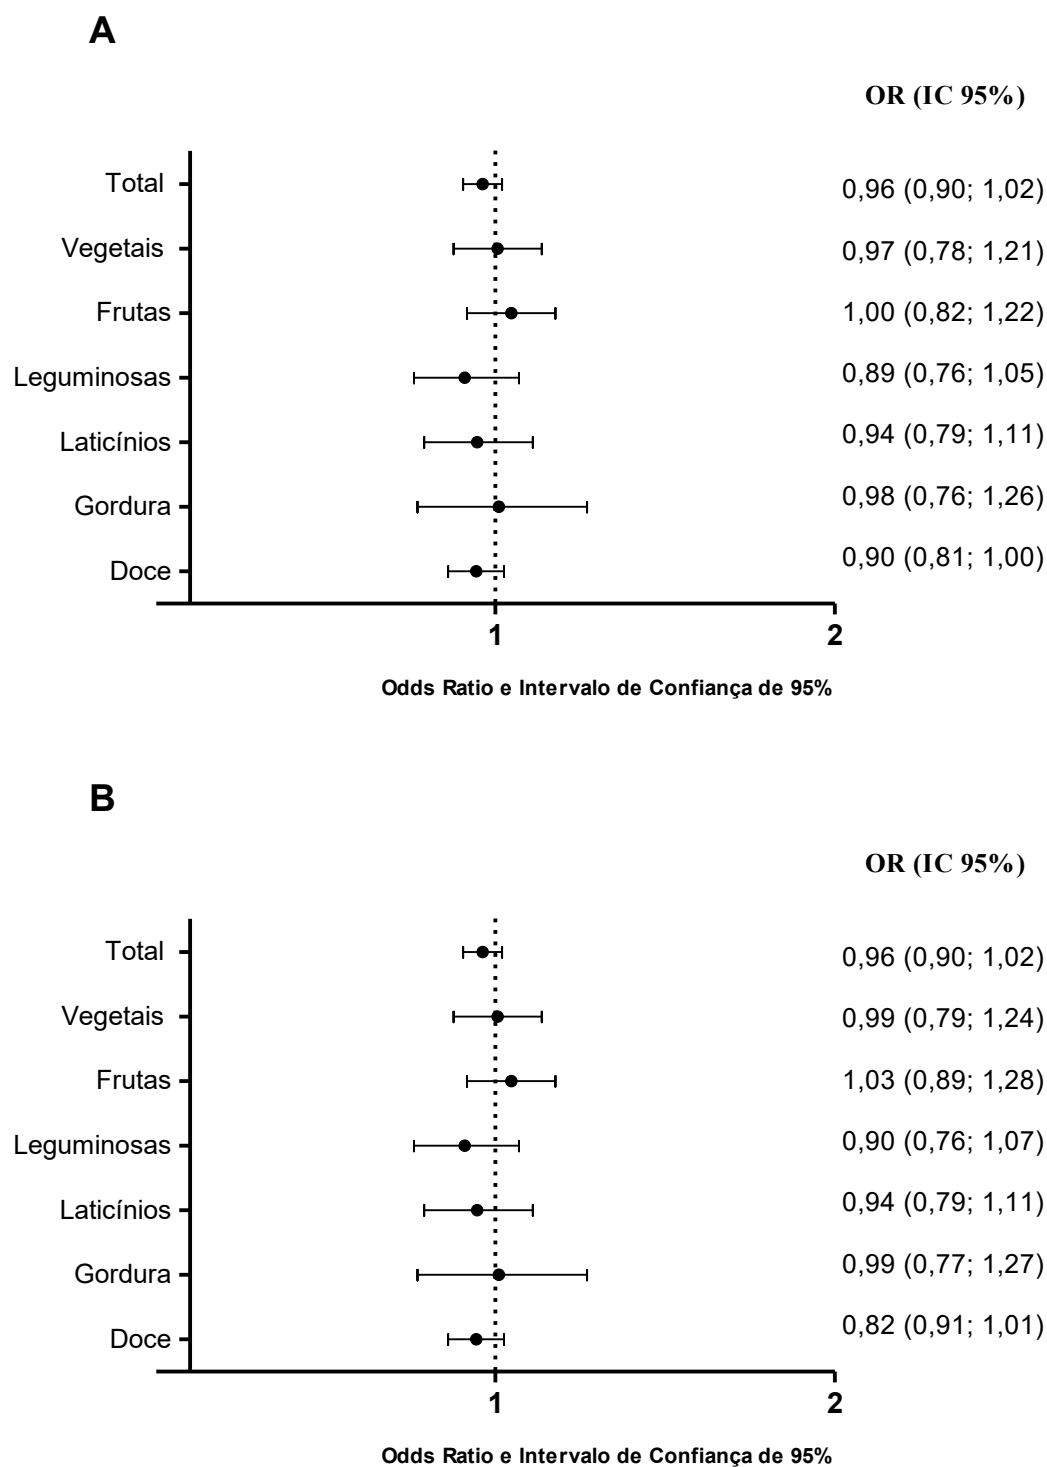 A
OR (IC 95%)
Total 0,96 (0,90; 1,02)
Vegetais 0,97 (0,78; 1,21)
Frutas 1,00 (0,82; 1,22)
Leguminosas 0,89 (0,76; 1,05)
Laticínios 0,94 (0,79; 1,11)
Gordura 0,98 (0,76; 1,26)
Doce 0,90 (0,81; 1,00)
1 2
Odds Ratio e Intervalo de Confiança de 95%
B
OR (IC 95%)
Total 0,96 (0,90; 1,02)
Vegetais 0,99 (0,79; 1,24)
Frutas 1,03 (0,89; 1,28)
Leguminosas 0,90 (0,76; 1,07)
Laticínios 0,94 (0,79; 1,11)
Gordura 0,99 (0,77; 1,27)
Doce 0,82 (0,91; 1,01)
1 2
Odds Ratio e Intervalo de Confiança de 95%